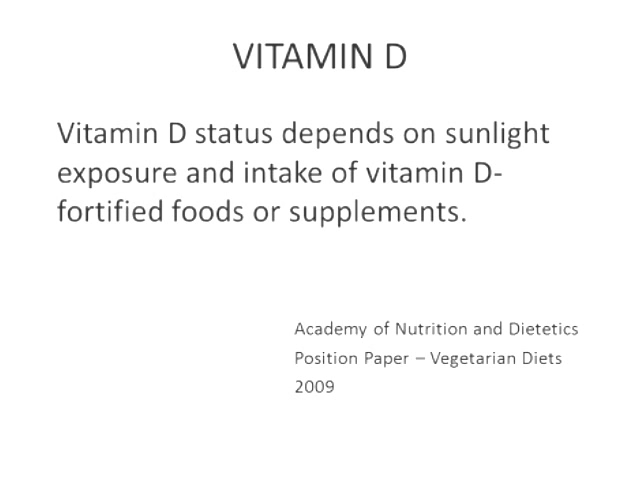 VITAMIN D
Vitamin D status depends on sunlight
exposure and intake of vitamin D-
fortified foods or supplements.
Academy of Nutrition and Dietetics
Position Paper – Vegetarian Diets
2009